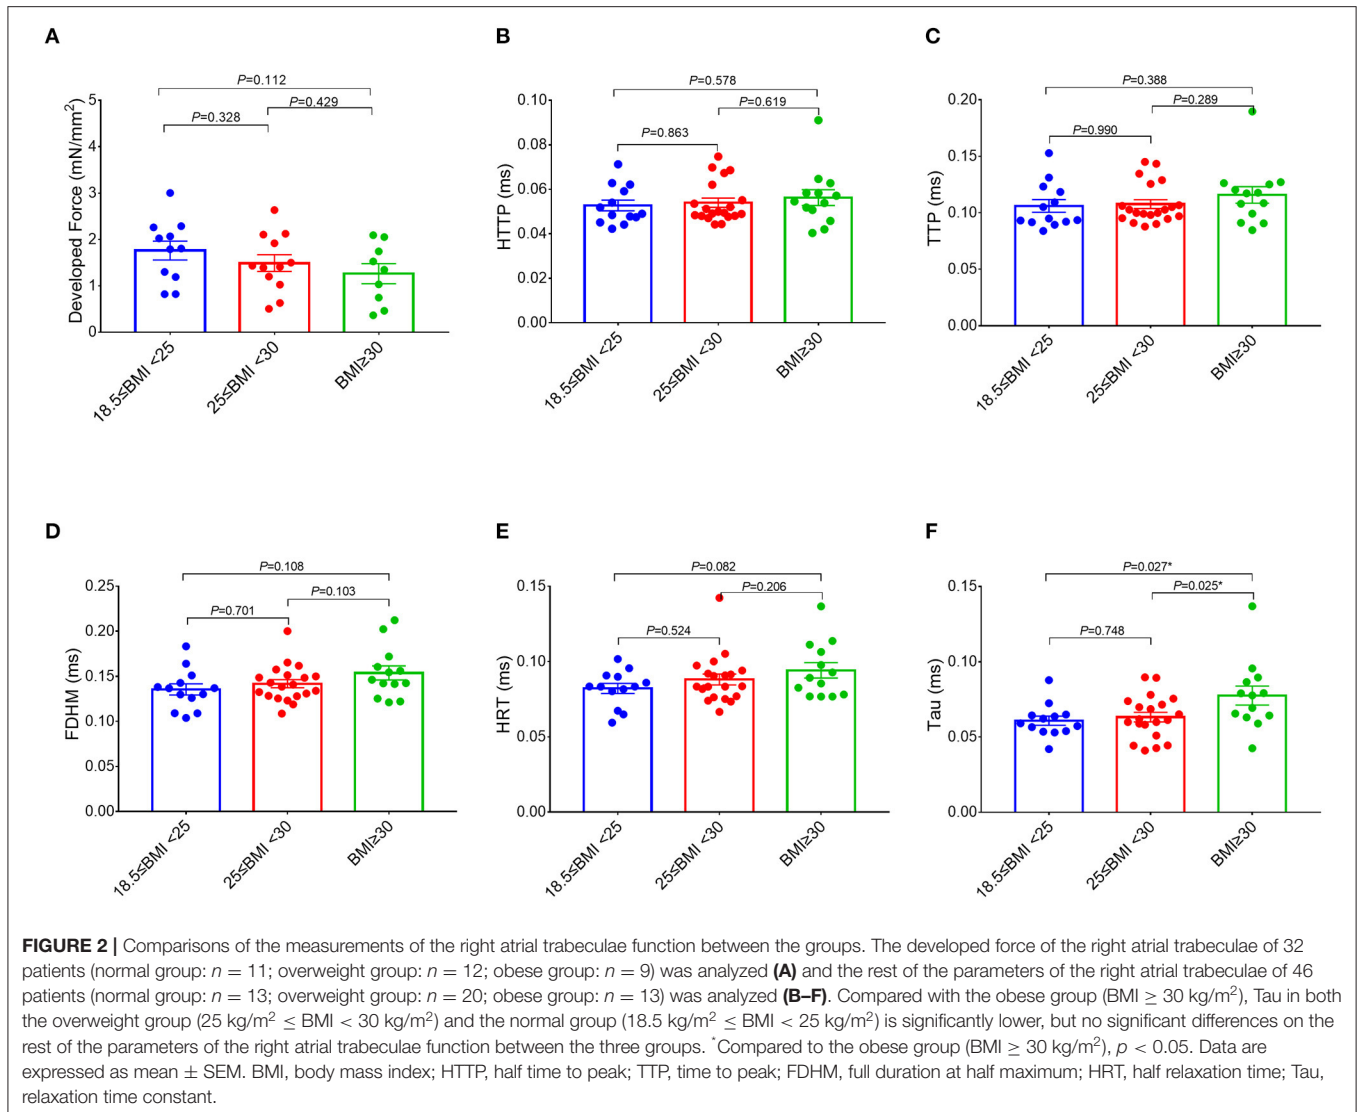 A
P=0.112
P=0.429
P=0.328
Developed Force (mN/mm²)
5
4
3
2
1
0
18.5≤BMI <25
25≤BMI <30
BMI≥30
B
P=0.578
P=0.619
P=0.863
HTTP (ms)
0.10
0.08
0.06
0.04
0.02
0.00
18.5≤BMI <25
25≤BMI <30
BMI≥30
C
P=0.388
P=0.289
P=0.990
TTP (ms)
0.20
0.15
0.10
0.05
0.00
18.5≤BMI <25
25≤BMI <30
BMI≥30
D
P=0.108
P=0.103
P=0.701
FDHM (ms)
0.25
0.20
0.15
0.10
0.05
0.00
18.5≤BMI <25
25≤BMI <30
BMI≥30
E
P=0.082
P=0.206
P=0.524
HRT (ms)
0.15
0.10
0.05
0.00
18.5≤BMI <25
25≤BMI <30
BMI≥30
F
P=0.027*
P=0.025*
P=0.748
Tau (ms)
0.15
0.10
0.05
0.00
18.5≤BMI <25
25≤BMI <30
BMI≥30
FIGURE 2 | Comparisons of the measurements of the right atrial trabeculae function between the groups. The developed force of the right atrial trabeculae of 32
patients (normal group: n = 11; overweight group: n = 12; obese group: n = 9) was analyzed (A) and the rest of the parameters of the right atrial trabeculae of 46
patients (normal group: n = 13; overweight group: n = 20; obese group: n = 13) was analyzed (B–F). Compared with the obese group (BMI ≥ 30 kg/m²), Tau in both
the overweight group (25 kg/m² ≤ BMI < 30 kg/m²) and the normal group (18.5 kg/m² ≤ BMI < 25 kg/m²) is significantly lower, but no significant differences on the
rest of the parameters of the right atrial trabeculae function between the three groups. *Compared to the obese group (BMI ≥ 30 kg/m²), p < 0.05. Data are
expressed as mean ± SEM. BMI, body mass index; HTTP, half time to peak; TTP, time to peak; FDHM, full duration at half maximum; HRT, half relaxation time; Tau,
relaxation time constant.